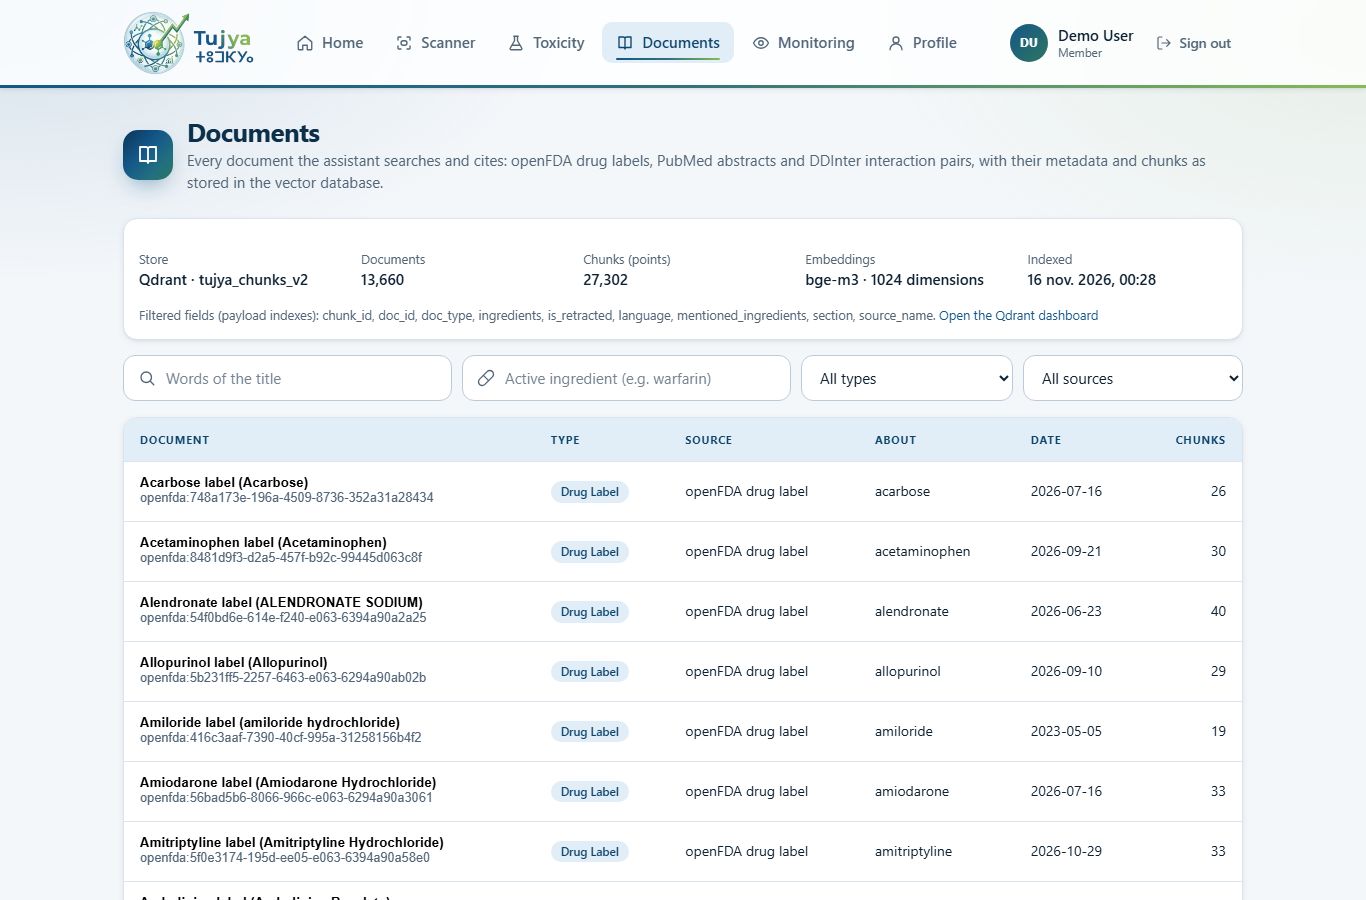 Tujya
ⵜⵓⵊⵢⴰ
Home
Scanner
Toxicity
Documents
Monitoring
Profile
DU
Demo User
Member
Sign out
Documents
Every document the assistant searches and cites: openFDA drug labels, PubMed abstracts and DDInter interaction pairs, with their metadata and chunks as
stored in the vector database.
Store
Documents
Chunks (points)
Embeddings
Indexed
Qdrant · tujya_chunks_v2
13,660
27,302
bge-m3 · 1024 dimensions
16 nov. 2026, 00:28
Filtered fields (payload indexes): chunk_id, doc_id, doc_type, ingredients, is_retracted, language, mentioned_ingredients, section, source_name. Open the Qdrant dashboard
Words of the title
Active ingredient (e.g. warfarin)
All types
All sources
DOCUMENT TYPE SOURCE ABOUT DATE CHUNKS
Acarbose label (Acarbose)
openfda:748a173e-196a-4509-8736-352a31a28434
Drug Label openFDA drug label acarbose 2026-07-16 26
Acetaminophen label (Acetaminophen)
openfda:8481d9f3-d2a5-457f-b92c-99445d063c8f
Drug Label openFDA drug label acetaminophen 2026-09-21 30
Alendronate label (ALENDRONATE SODIUM)
openfda:54f0bd6e-614e-f240-e063-6394a90a2a25
Drug Label openFDA drug label alendronate 2026-06-23 40
Allopurinol label (Allopurinol)
openfda:5b231ff5-2257-6463-e063-6294a90ab02b
Drug Label openFDA drug label allopurinol 2026-09-10 29
Amiloride label (amiloride hydrochloride)
openfda:416c3aaf-7390-40cf-995a-31258156b4f2
Drug Label openFDA drug label amiloride 2023-05-05 19
Amiodarone label (Amiodarone Hydrochloride)
openfda:56bad5b6-8066-966c-e063-6294a90a3061
Drug Label openFDA drug label amiodarone 2026-07-16 33
Amitriptyline label (Amitriptyline Hydrochloride)
openfda:5f0e3174-195d-ee05-e063-6394a90a58e0
Drug Label openFDA drug label amitriptyline 2026-10-29 33